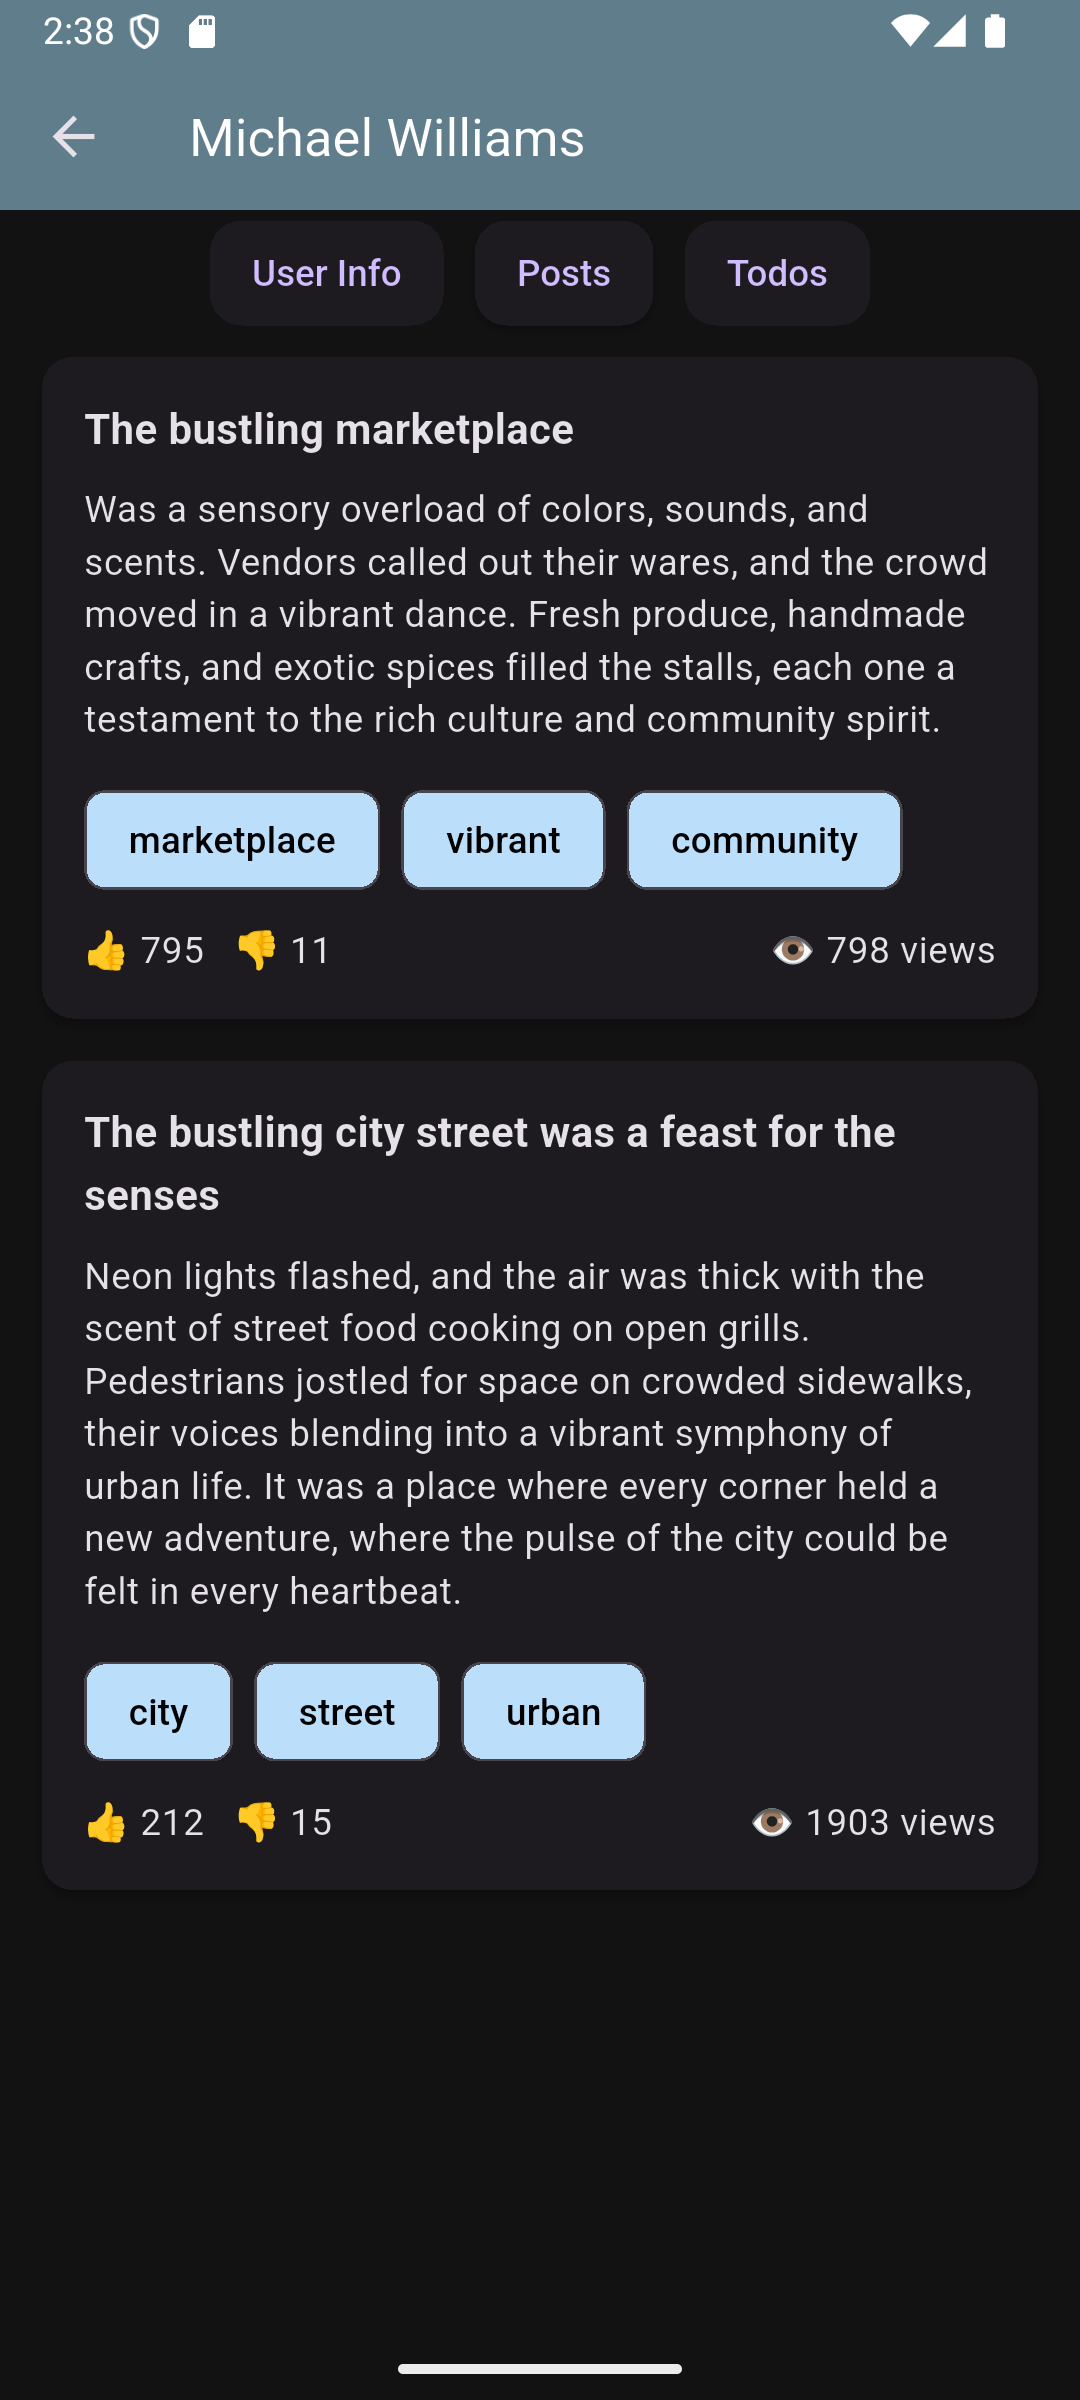 2:38
Michael Williams
User Info Posts Todos
The bustling marketplace
Was a sensory overload of colors, sounds, and
scents. Vendors called out their wares, and the crowd
moved in a vibrant dance. Fresh produce, handmade
crafts, and exotic spices filled the stalls, each one a
testament to the rich culture and community spirit.
marketplace vibrant community
👍 795 👎 11 👁️ 798 views
The bustling city street was a feast for the
senses
Neon lights flashed, and the air was thick with the
scent of street food cooking on open grills.
Pedestrians jostled for space on crowded sidewalks,
their voices blending into a vibrant symphony of
urban life. It was a place where every corner held a
new adventure, where the pulse of the city could be
felt in every heartbeat.
city street urban
👍 212 👎 15 👁️ 1903 views